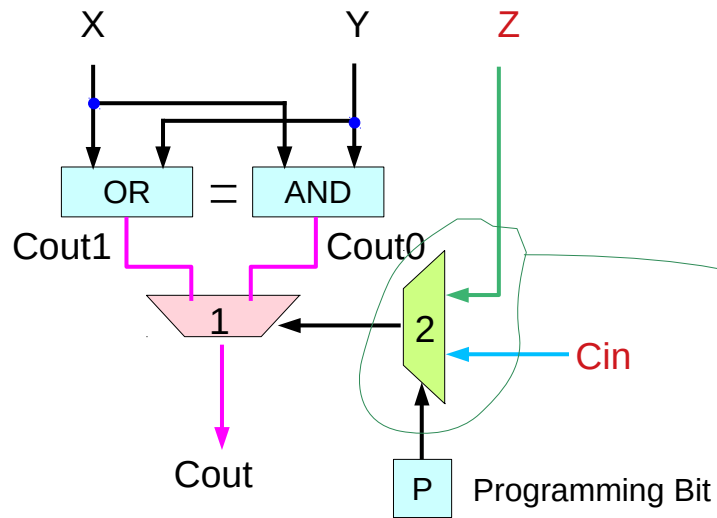 X Y Z
OR = AND
Cout1 Cout0
1 2
Cin
Cout
P Programming Bit